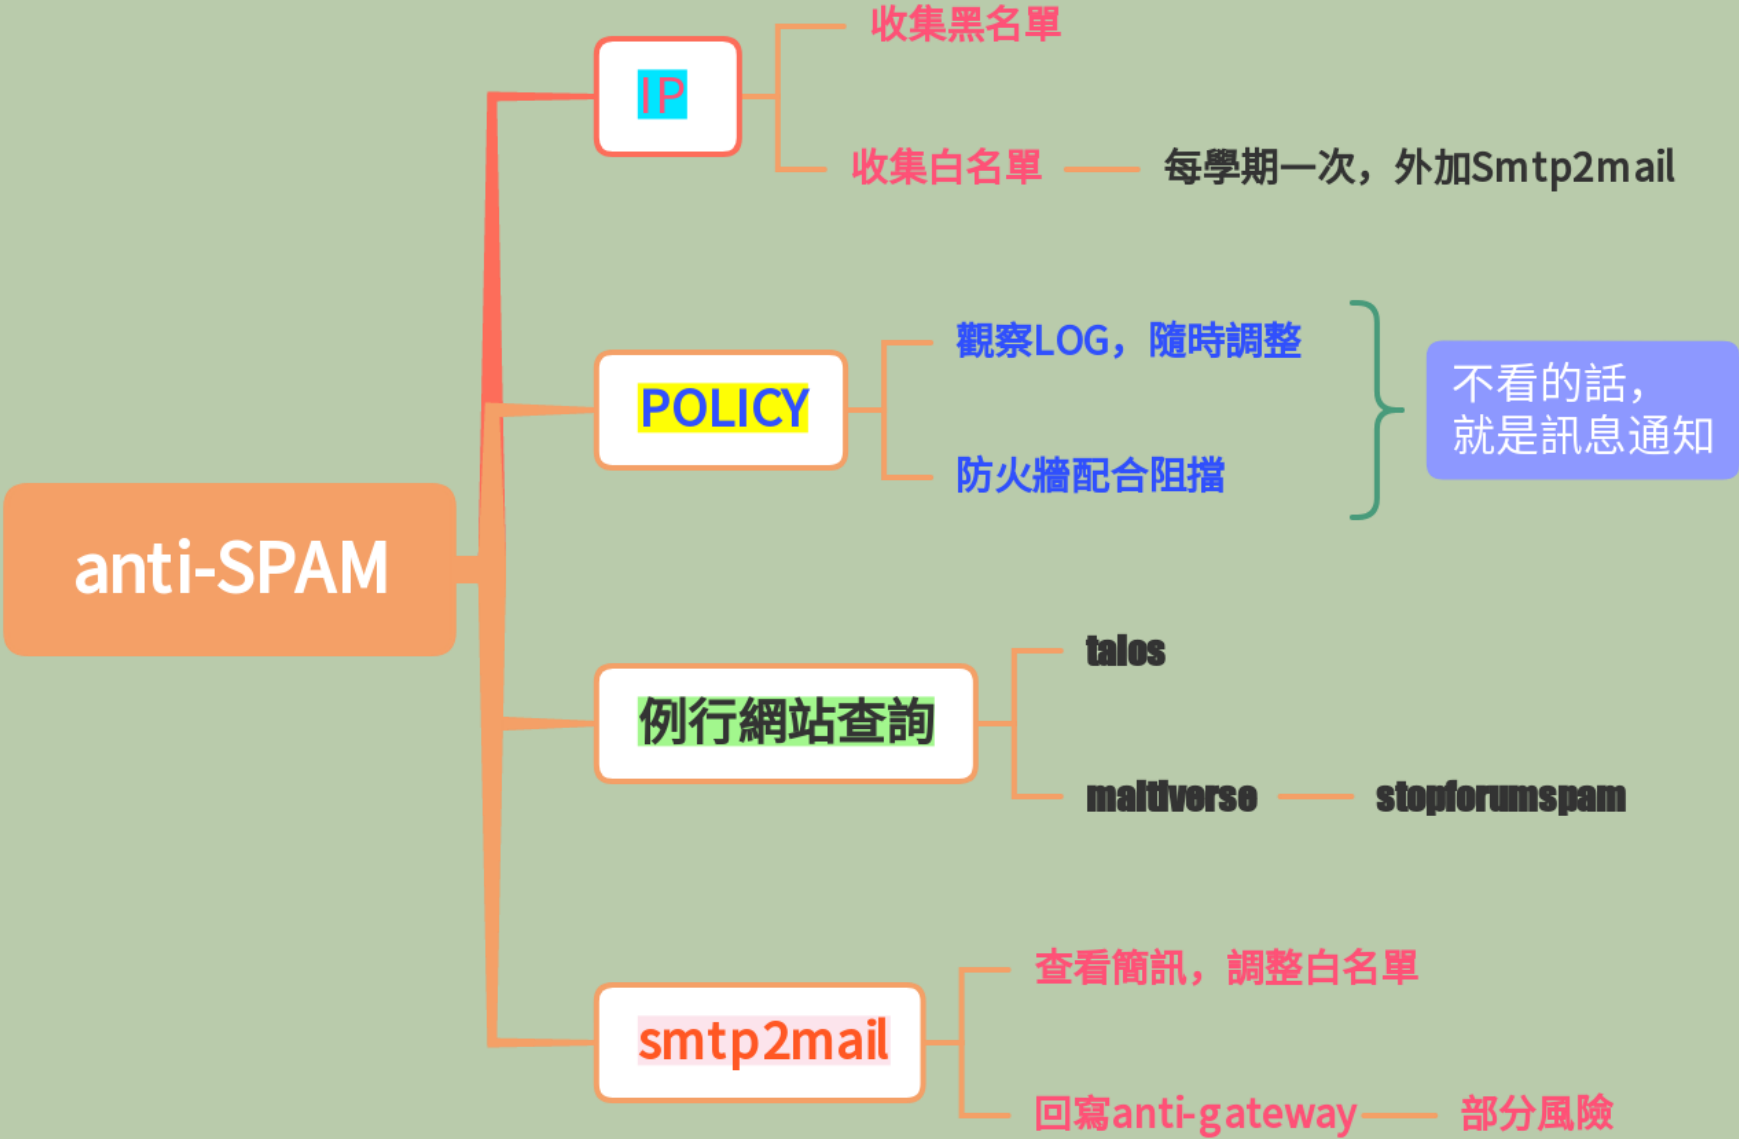 收集黑名單
IP
收集白名單
每學期一次，外加Smtp2mail
觀察LOG，隨時調整
不看的話，
就是訊息通知
POLICY
防火牆配合阻擋
anti-SPAM
talos
例行網站查詢
maltiverse
stopforumspam
查看簡訊，調整白名單
smtp2mail
回寫anti-gateway
部分風險